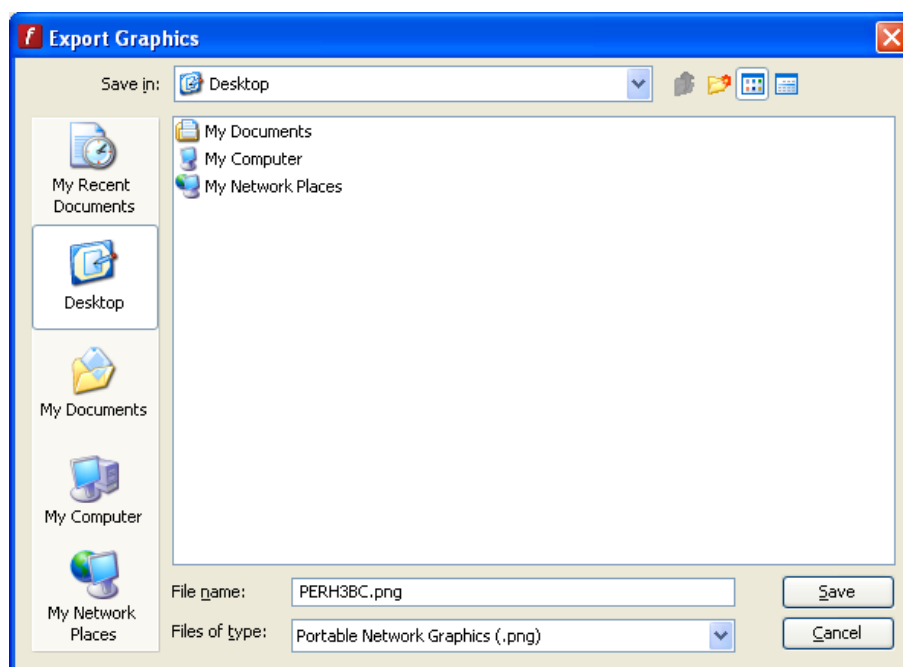 Export Graphics
Save in:
Desktop
My Recent
Documents
Desktop
My Documents
My Computer
My Network
Places
My Documents
My Computer
My Network Places
File name:
PERH3BC.png
Save
Files of type:
Portable Network Graphics (.png)
Cancel